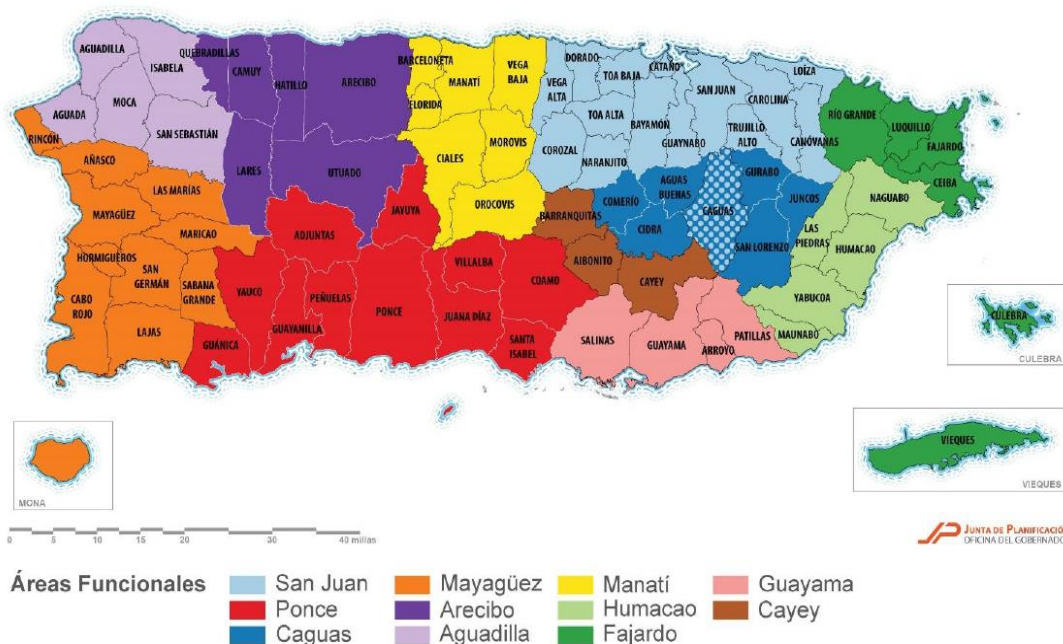 AGUADILLA
ISABELA
QUEBRADILLAS
CAMUY
HATILLO
ARECIBO
BARCELONETA
MANATÍ
VEGA
BAJA
DORADO
VEGA
ALTA
TOA BAJA
CATAÑO
SAN JUAN
CAROLINA
LOÍZA
AGUADA
MOCA
SAN SEBASTIÁN
FLORIDA
TOA ALTA
BAYAMÓN
GUAYNABO
TRUJILLO
ALTO
CANÓVANAS
RÍO GRANDE
LUQUILLO
FAJARDO
CEIBA
RINCÓN
AÑASCO
LAS MARÍAS
LARES
UTUADO
CIALES
MOROVIS
COROZAL
NARANJITO
OROCOVIS
BARRANQUITAS
COMERÍO
AGUAS
BUENAS
CIDRA
CAGUAS
GURABO
JUNCOS
SAN LORENZO
NAGUABO
LAS
PIEDRAS
HUMACAO
YABUCOA
MAUNABO
MAYAGÜEZ
MARICAO
HORMIGUEROS
SAN
GERMÁN
SABANA
GRANDE
CABO
ROJO
LAJAS
GUÁNICA
YAUCO
ADJUNTAS
JAYUYA
GUAYANILLA
PEÑUELAS
PONCE
VILLALBA
JUANA DÍAZ
COAMO
SANTA
ISABEL
AIBONITO
CAYEY
SALINAS
GUAYAMA
ARROYO
PATILLAS
CULEBRA
CULEBRA
VIEQUES
VIEQUES
MONA
0 5 10 20 30 40 millas
JP JUNTA DE PLANIFICACIÓ
OFICINA DEL GOBERNADO
Áreas Funcionales
San Juan
Ponce
Caguas
Mayagüez
Arecibo
Aguadilla
Manatí
Humacao
Fajardo
Guayama
Cayey